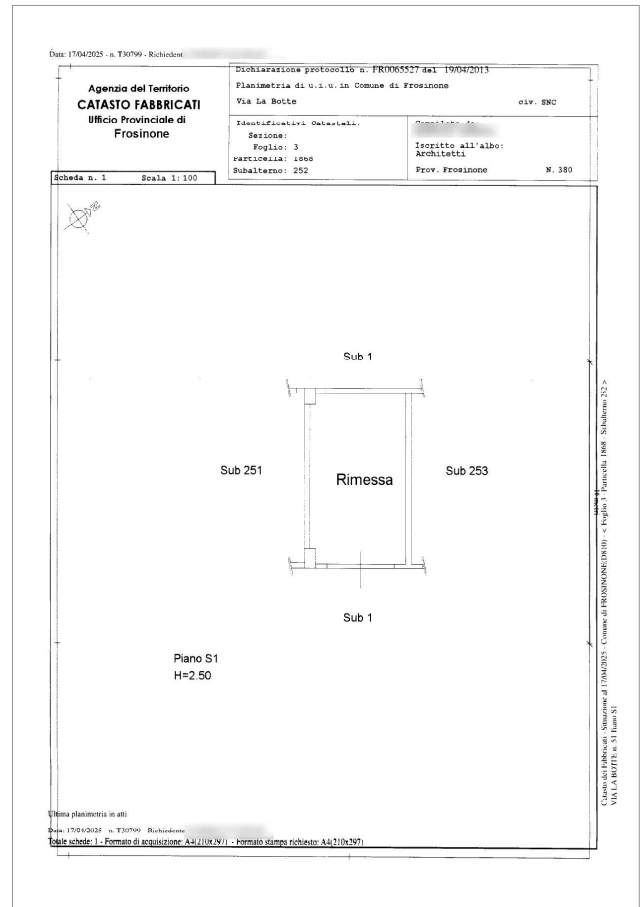 Data: 17/04/2025 - n. T30799 - Richiedent
Agenzia del Territorio
CATASTO FABBRICATI
Ufficio Provinciale di
Frosinone
Dichiarazione protocollo n. FR0065527 del 19/04/2013
Planimetria di u.i.u. in Comune di Frosinone
Via La Botte civ. SNC
Identificativi Catastali:
Sezione:
Foglio: 3
Particella: 1868
Subalterno: 252
Compilata da:
Iscritto all'albo:
Architetti
Prov. Frosinone N. 380
Scheda n. 1 Scala 1:100
Sub 1
Sub 251
Rimessa
Sub 253
Sub 1
Piano S1
H=2.50
Catasto dei Fabbricati - Situazione al 17/04/2025 - Comune di FROSINONE(D810) - < Foglio 3 - Particella 1868 - Subalterno 252 >
VIA LA BOTTE n. 51 Piano S1
Ultima planimetria in atti
Data: 17/04/2025 - n. T30799 - Richiedente
Totale schede: 1 - Formato di acquisizione: A4(210x297) - Formato stampa richiesto: A4(210x297)